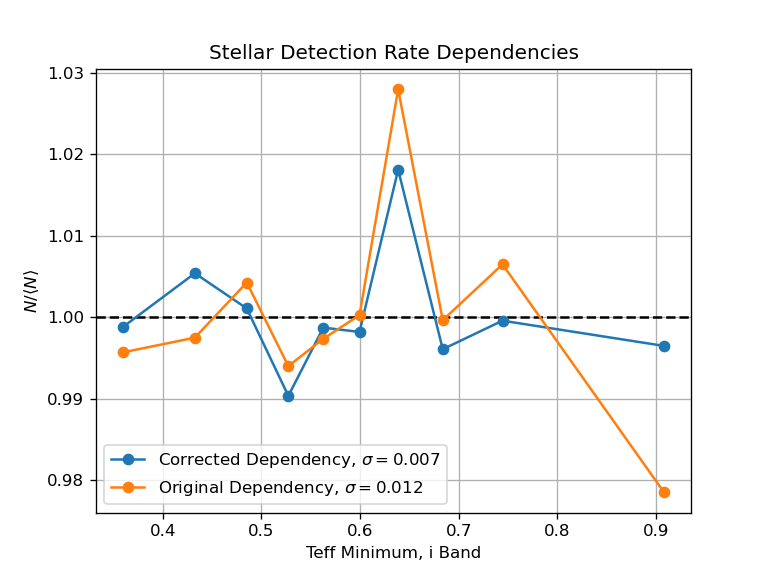 Stellar Detection Rate Dependencies
1.03
1.02
1.01
1.00
0.99
0.98
N/⟨N⟩
Corrected Dependency, σ = 0.007
Original Dependency, σ = 0.012
0.4 0.5 0.6 0.7 0.8 0.9
Teff Minimum, i Band